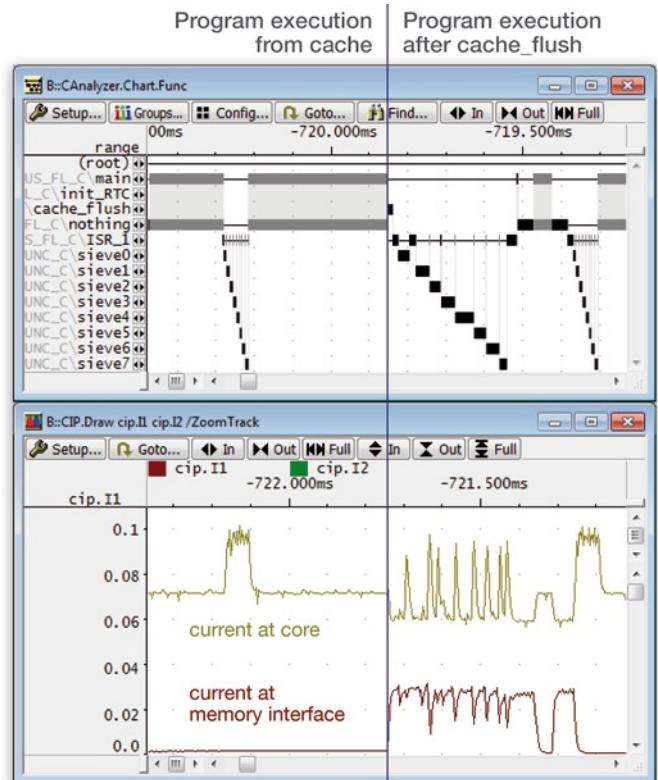 Program execution
from cache
Program execution
after cache_flush
B::CAnalyzer.Chart.Func
Setup... Groups... Config... Goto... Find... In Out Full
00ms -720.000ms -719.500ms
range
(root)
US_FL_C\main
L_C\init_RTC
\cache_flush
FL_C\nothing
S_FL_C\ISR_1
UNC_C\sieve0
UNC_C\sieve1
UNC_C\sieve2
UNC_C\sieve3
UNC_C\sieve4
UNC_C\sieve5
UNC_C\sieve6
UNC_C\sieve7
B::CIP.Draw cip.I1 cip.I2 /ZoomTrack
Setup... Goto... In Out Full In Out Full
cip.I1 cip.I2
-722.000ms -721.500ms
cip.I1
0.1
0.08
0.06
current at core
0.04
current at
memory interface
0.02
0.0